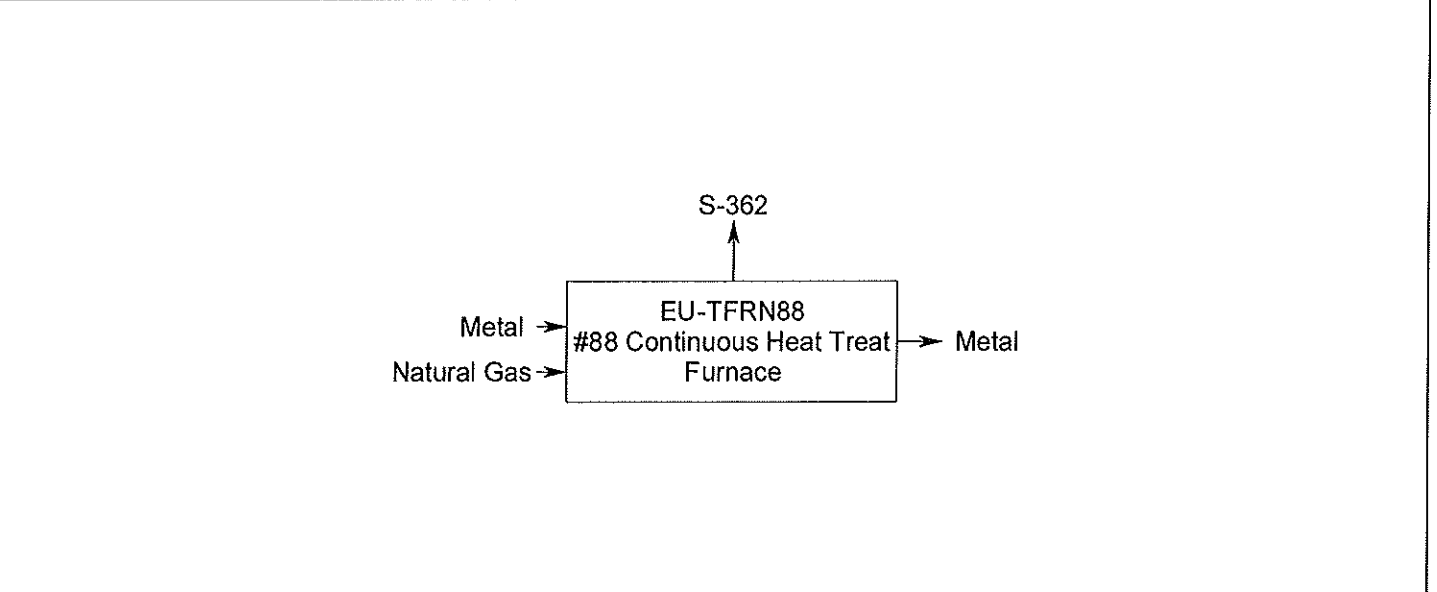 S-362
EU-TFRN88
#88 Continuous Heat Treat
Furnace
Metal
Natural Gas
Metal